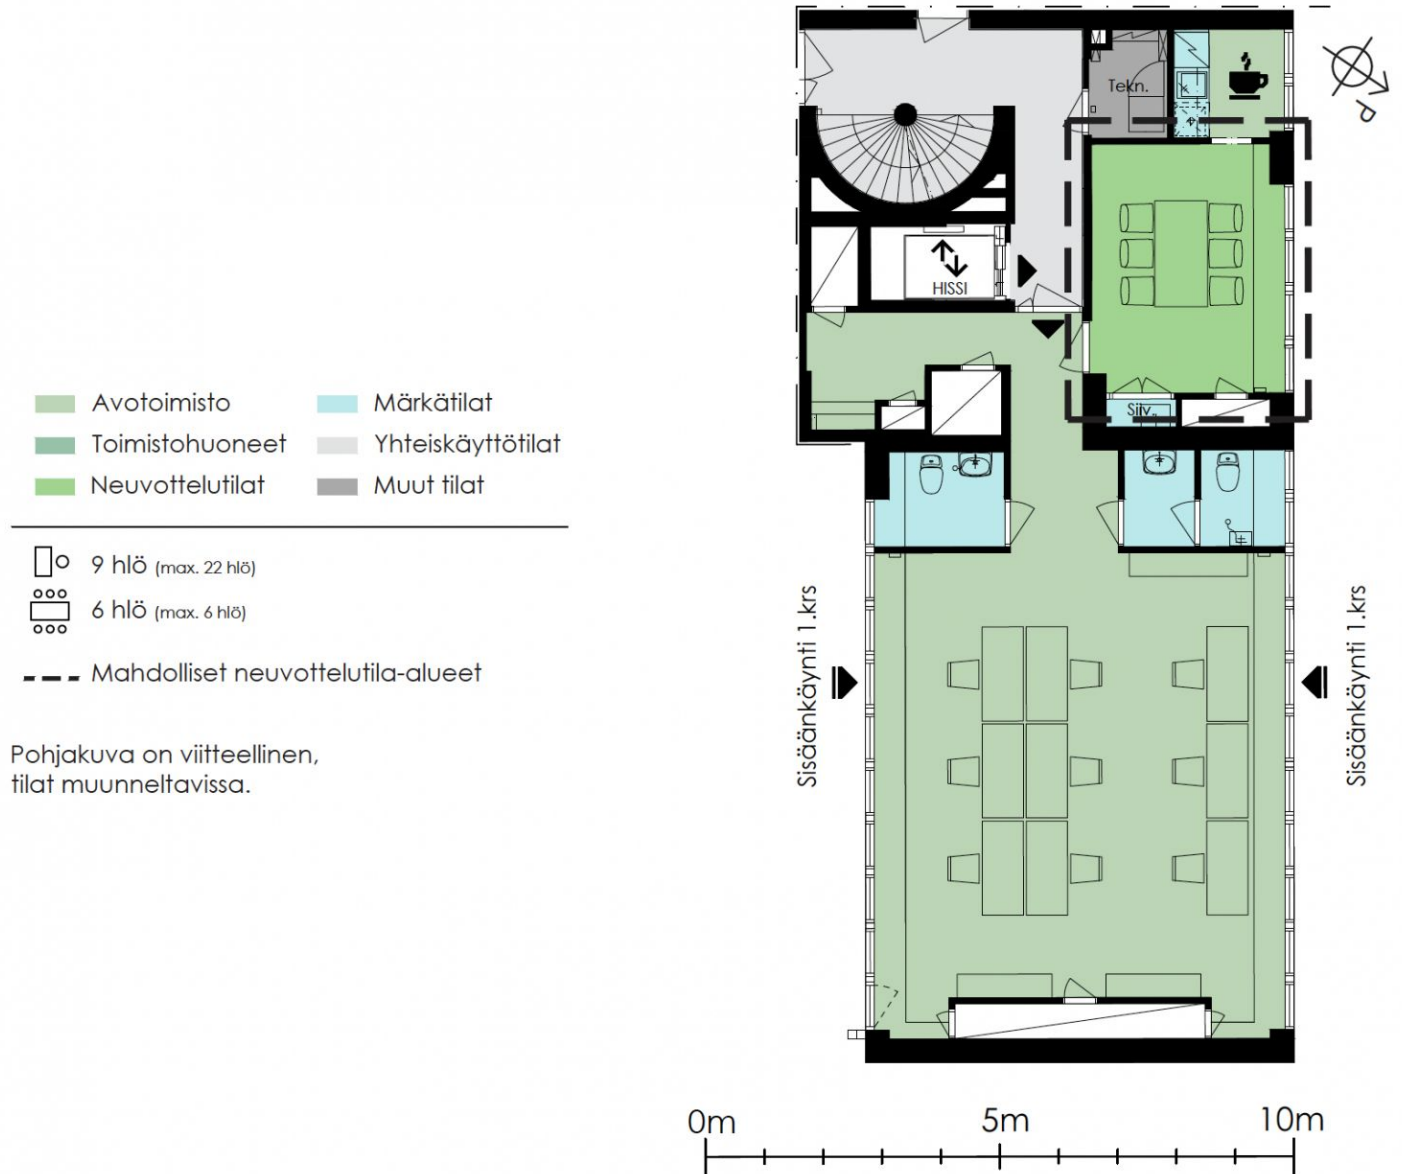 P
Tekn.
HISSI
Siiv.
Avotoimisto
Märkätilat
Toimistohuoneet
Yhteiskäyttötilat
Neuvottelutilat
Muut tilat
9 hlö (max. 22 hlö)
6 hlö (max. 6 hlö)
Mahdolliset neuvottelutila-alueet
Pohjakuva on viitteellinen,
tilat muunneltavissa.
Sisäänkäynti 1.krs
Sisäänkäynti 1.krs
0m
5m
10m